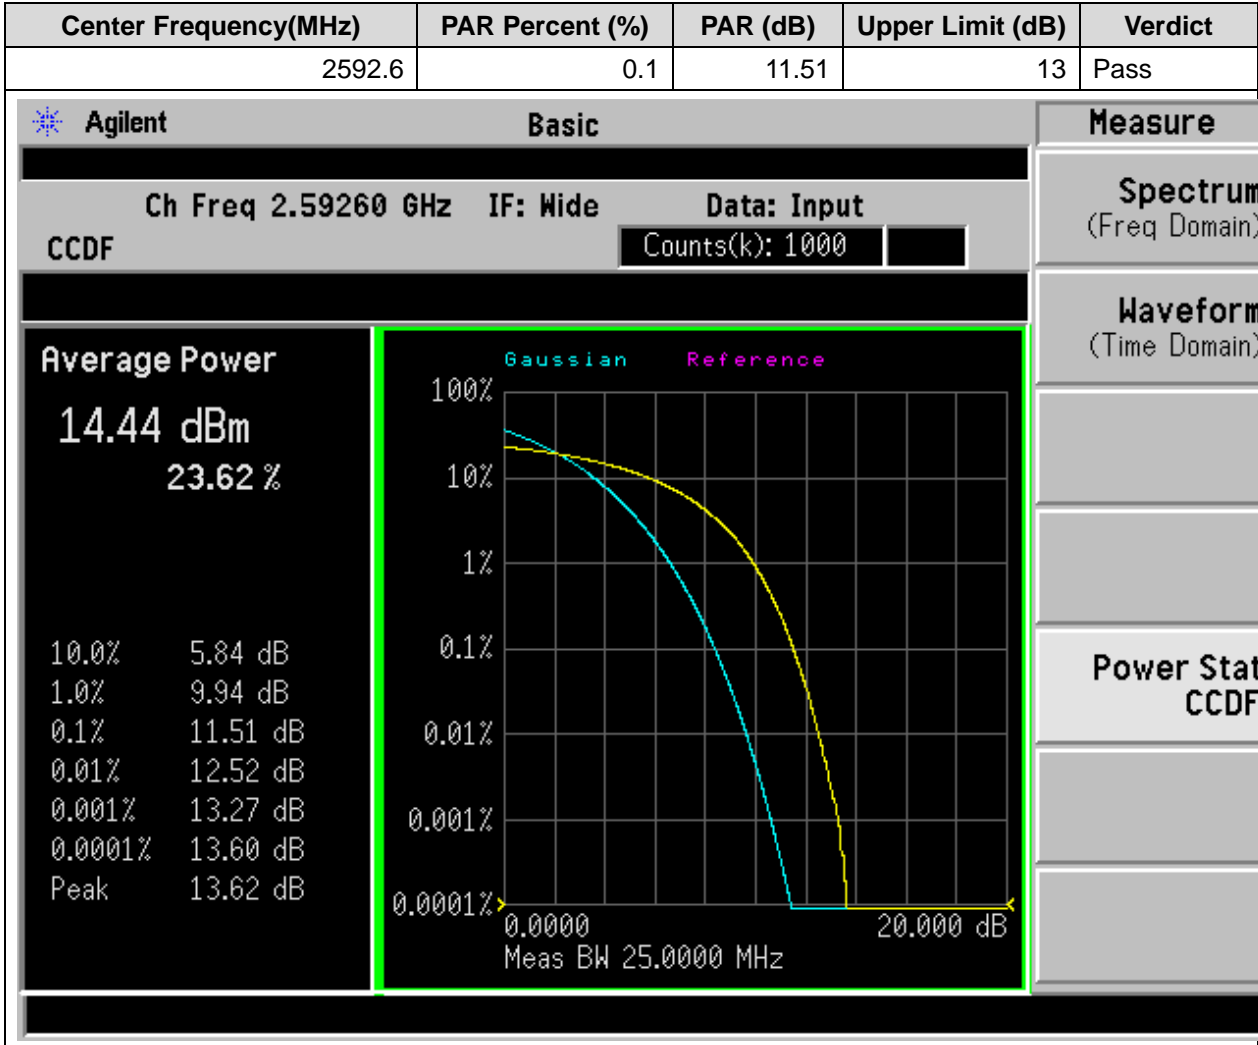 Center Frequency(MHz) PAR Percent (%) PAR (dB) Upper Limit (dB) Verdict
2592.6 0.1 11.51 13 Pass
Agilent Basic Measure
Ch Freq 2.59260 GHz IF: Wide Data: Input
CCDF Counts(k): 1000
Spectrum
(Freq Domain)
Waveform
(Time Domain)
Power Stat
CCDF
Average Power
14.44 dBm
23.62 %
10.0% 5.84 dB
1.0% 9.94 dB
0.1% 11.51 dB
0.01% 12.52 dB
0.001% 13.27 dB
0.0001% 13.60 dB
Peak 13.62 dB
Gaussian Reference
100%
10%
1%
0.1%
0.01%
0.001%
0.0001%
0.0000 20.000 dB
Meas BW 25.0000 MHz